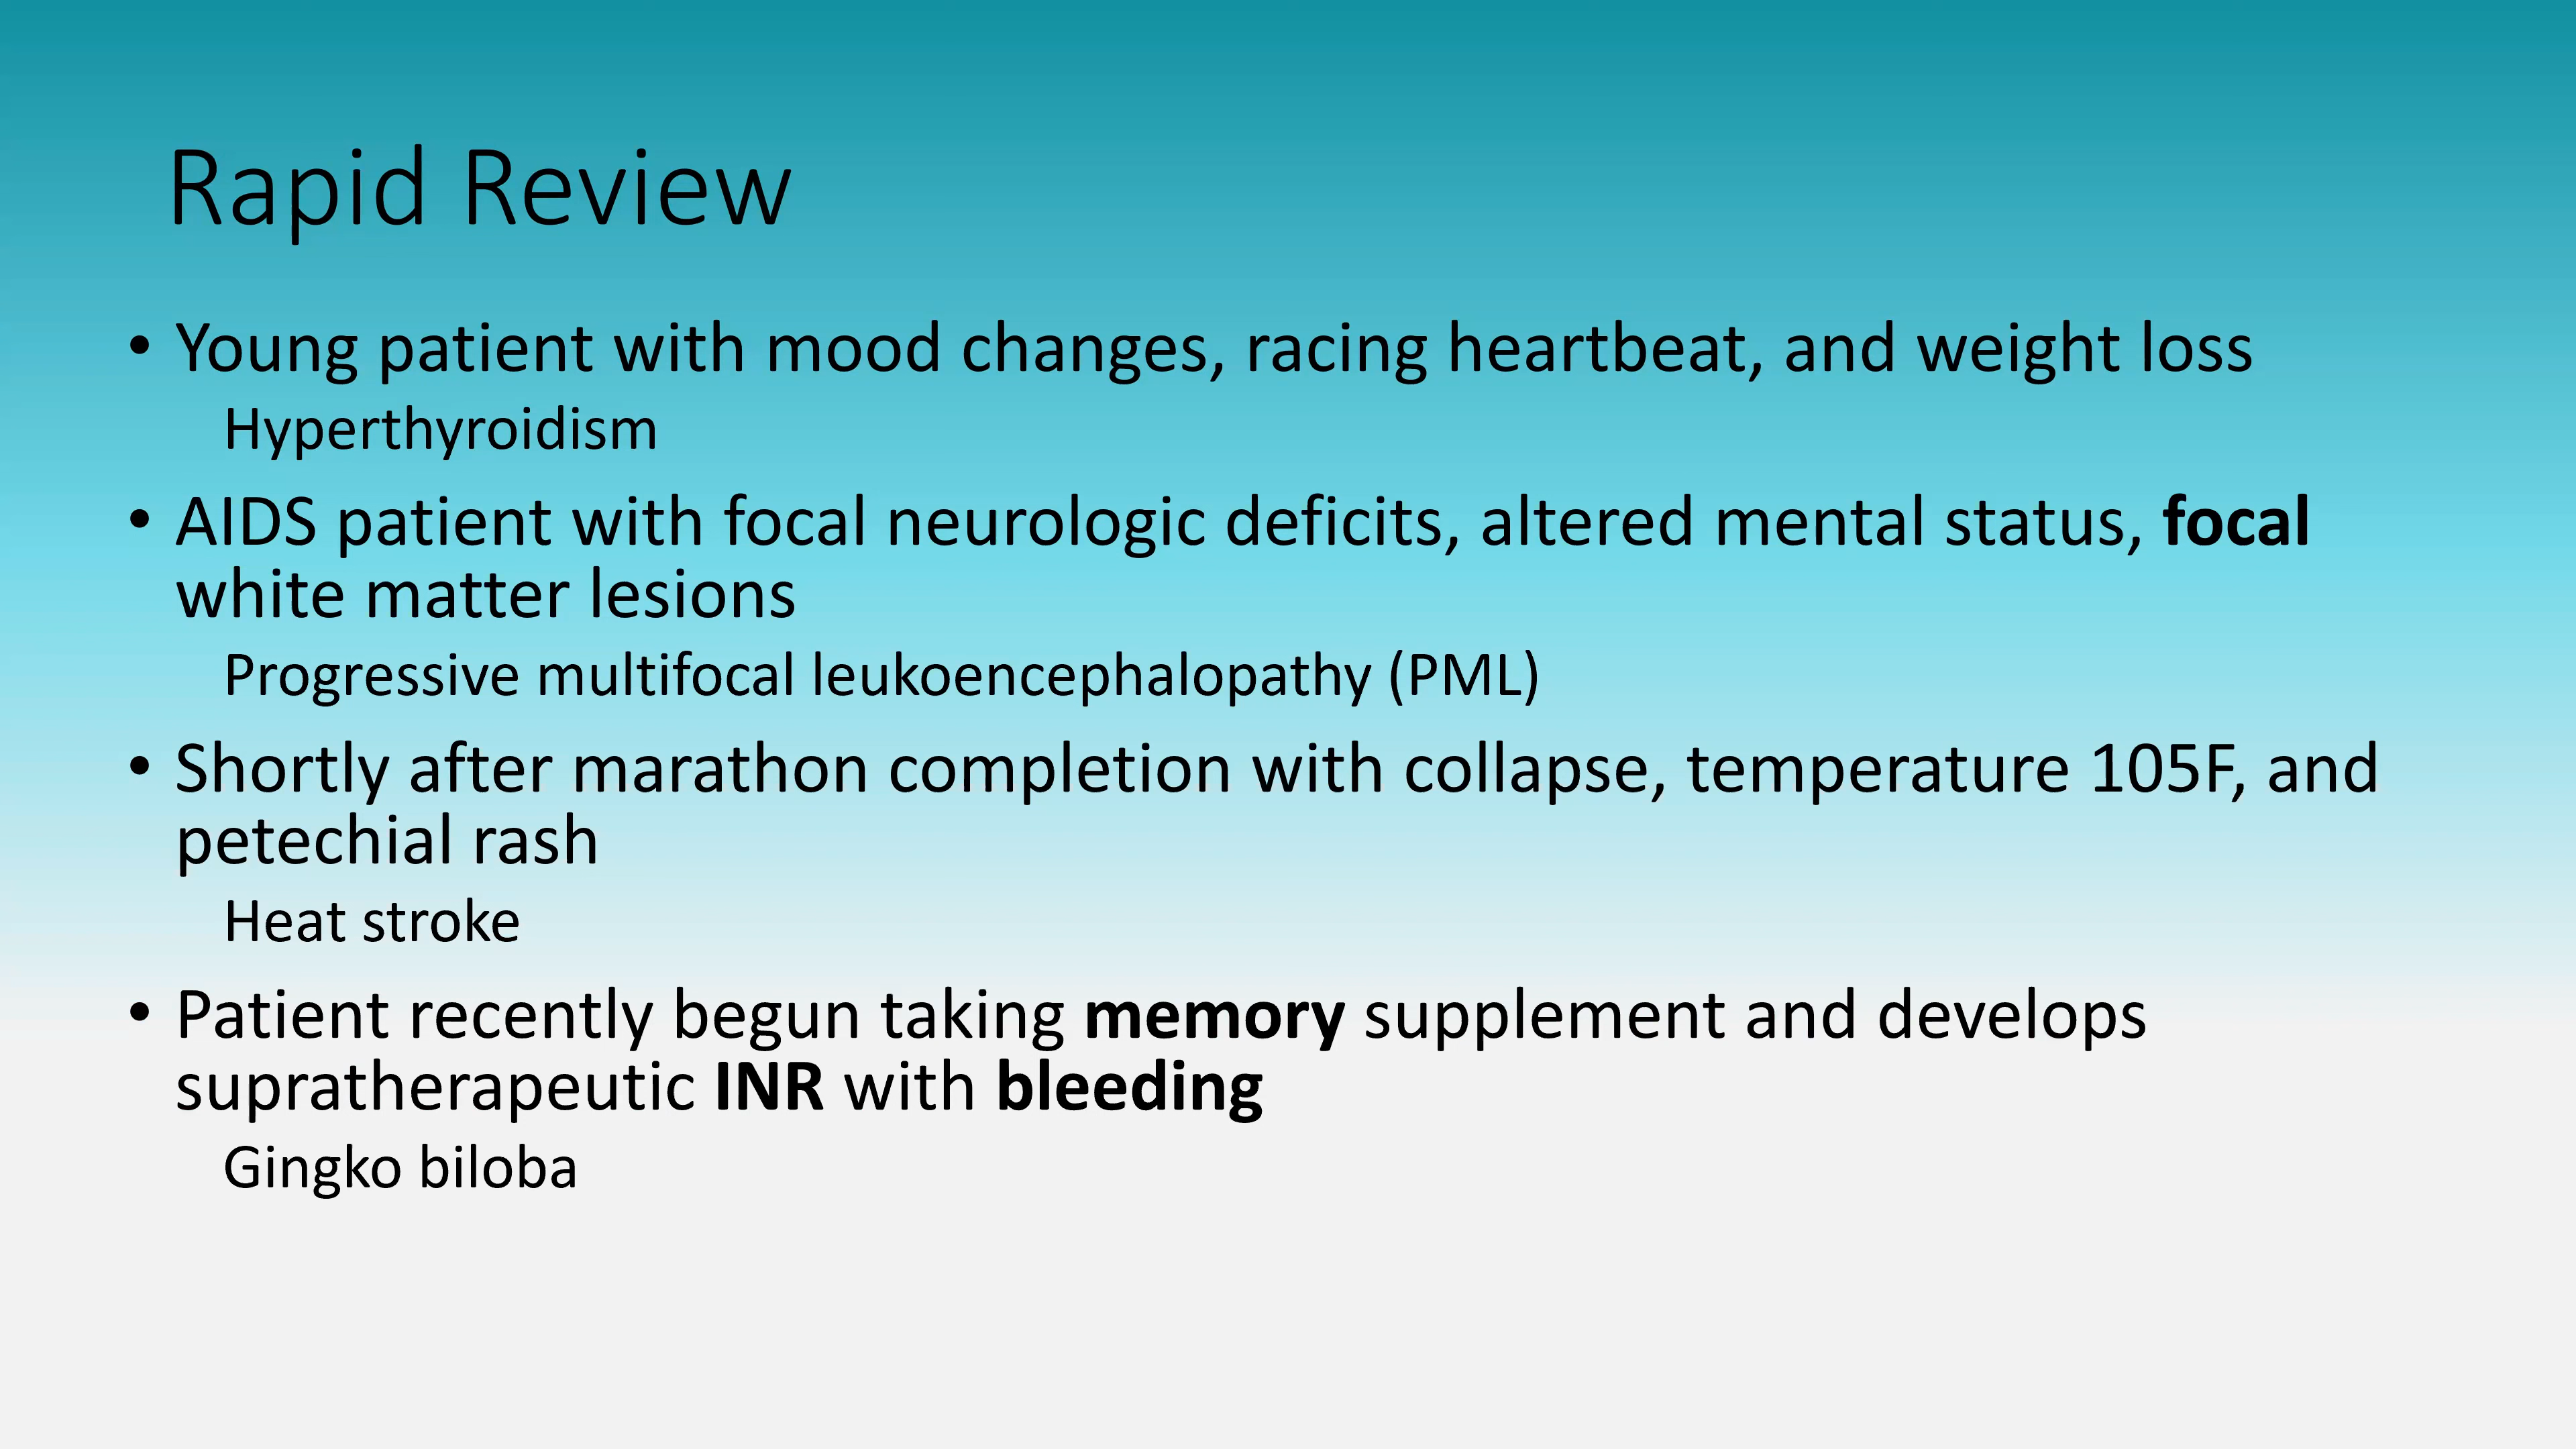 Rapid Review
• Young patient with mood changes, racing heartbeat, and weight loss
Hyperthyroidism
• AIDS patient with focal neurologic deficits, altered mental status, focal
white matter lesions
Progressive multifocal leukoencephalopathy (PML)
• Shortly after marathon completion with collapse, temperature 105F, and
petechial rash
Heat stroke
• Patient recently begun taking memory supplement and develops
supratherapeutic INR with bleeding
Gingko biloba